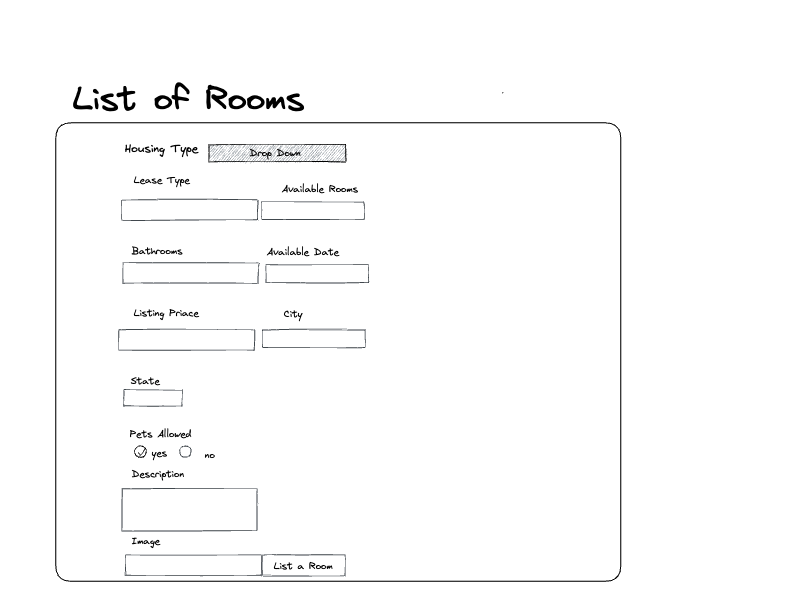 List of Rooms
Housing Type Drop Down
Lease Type Available Rooms
Bathrooms Available Date
Listing Priace City
State
Pets Allowed
yes no
Description
Image
List a Room